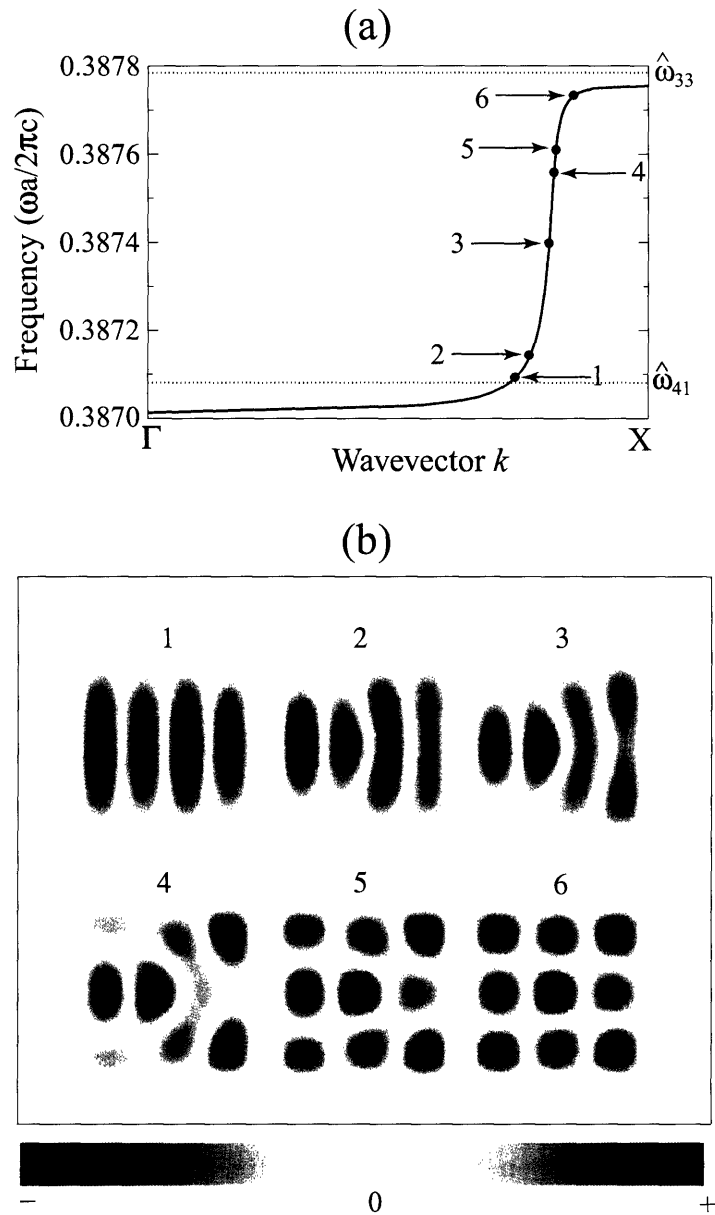 (a)
0.3878
0.3876
0.3874
0.3872
0.3870
Frequency (ωa/2πc)
ω̂33
6
5
4
3
2
1
ω̂41
Γ
X
Wavevector k
(b)
1 2 3
4 5 6
− 0 +